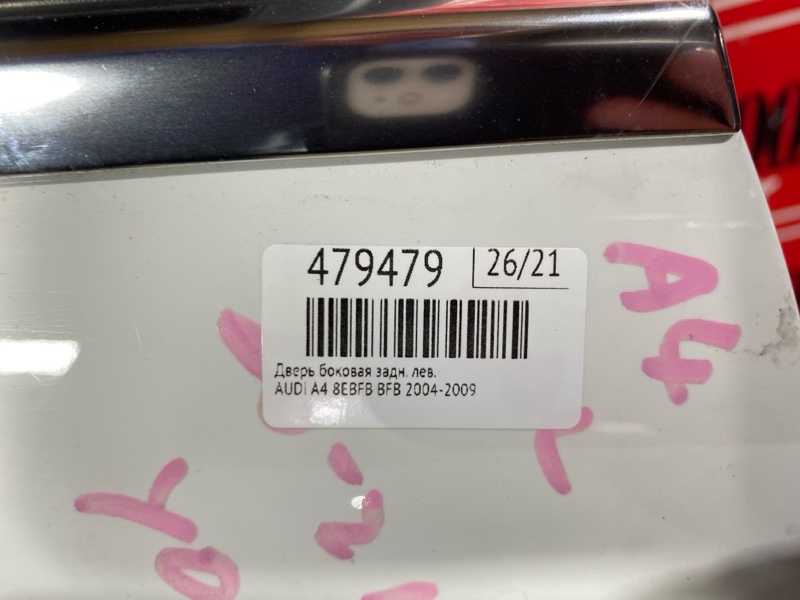 479479 26/21
Дверь боковая задн. лев.
AUDI A4 8EBFB BFB 2004-2009
A4